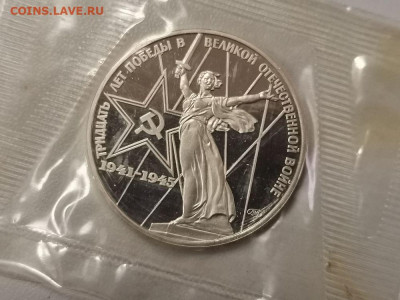 COINS.LAVE.RU
ТРИДЦАТЬ ЛЕТ ПОБЕДЫ В ВЕЛИКОЙ ОТЕЧЕСТВЕННОЙ ВОЙНЕ
1941-1945